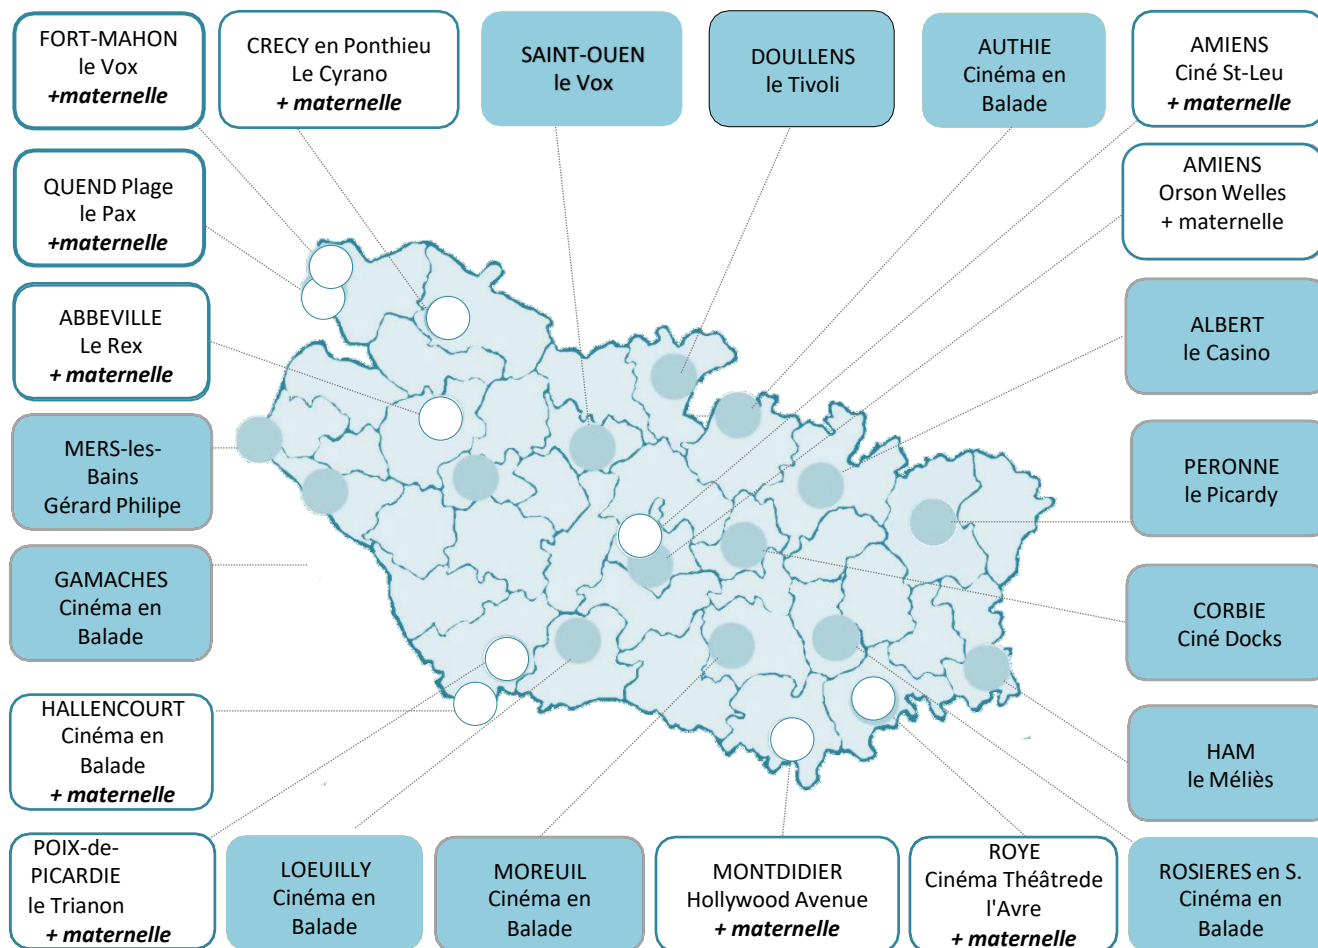 FORT-MAHON
le Vox
+maternelle
CRECY en Ponthieu
Le Cyrano
+ maternelle
SAINT-OUEN
le Vox
DOULLENS
le Tivoli
AUTHIE
Cinéma en
Balade
AMIENS
Ciné St-Leu
+ maternelle
QUEND Plage
le Pax
+maternelle
AMIENS
Orson Welles
+ maternelle
ABBEVILLE
Le Rex
+ maternelle
ALBERT
le Casino
MERS-les-
Bains
Gérard Philipe
PERONNE
le Picardy
GAMACHES
Cinéma en
Balade
CORBIE
Ciné Docks
HALLENCOURT
Cinéma en
Balade
+ maternelle
HAM
le Méliès
POIX-de-
PICARDIE
le Trianon
+ maternelle
LOEUILLY
Cinéma en
Balade
MOREUIL
Cinéma en
Balade
MONTDIDIER
Hollywood Avenue
+ maternelle
ROYE
Cinéma Théâtrede
l'Avre
+ maternelle
ROSIERES en S.
Cinéma en
Balade